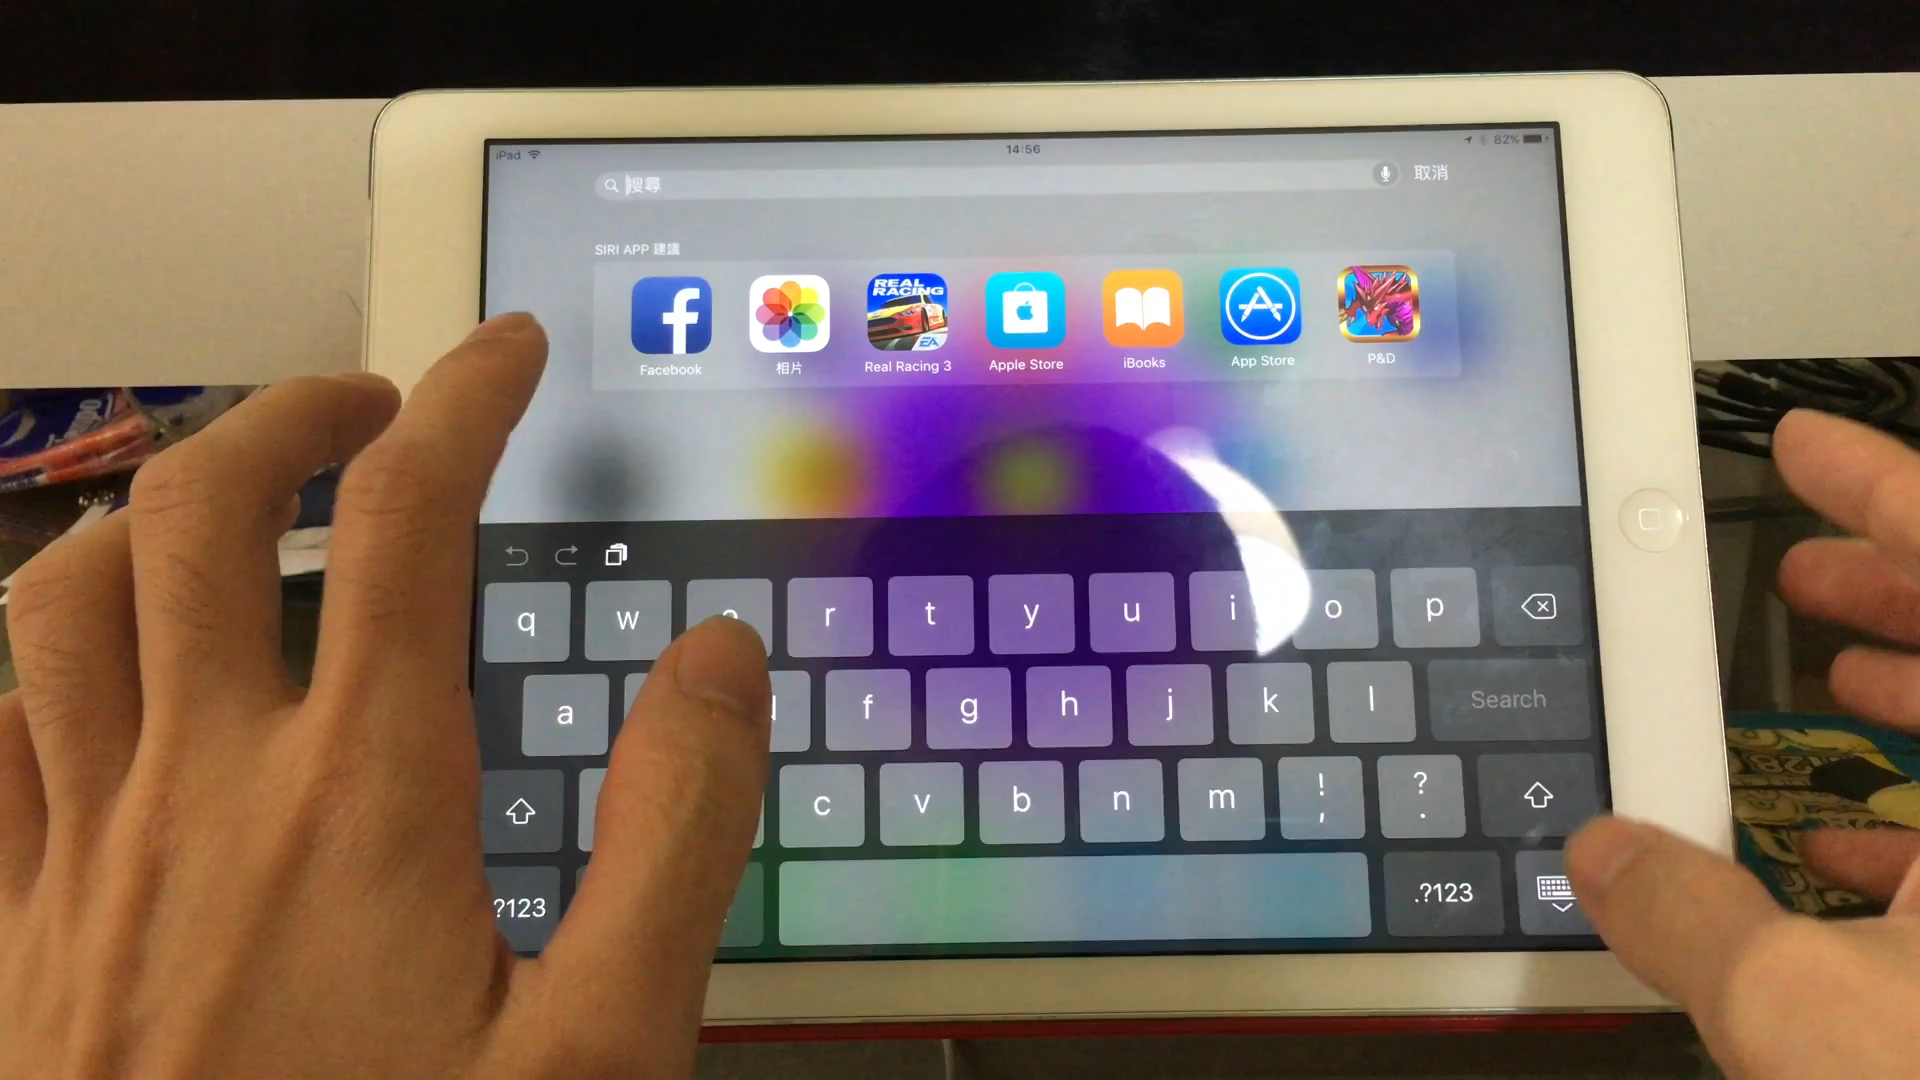 iPad
14:56
82%
搜尋
取消
SIRI APP 建議
REAL RACING
EA
Facebook
相片
Real Racing 3
Apple Store
iBooks
App Store
P&D
q w r t y u i o p
a f g h j k l Search
c v b n m ! , ? .
.?123 .?123